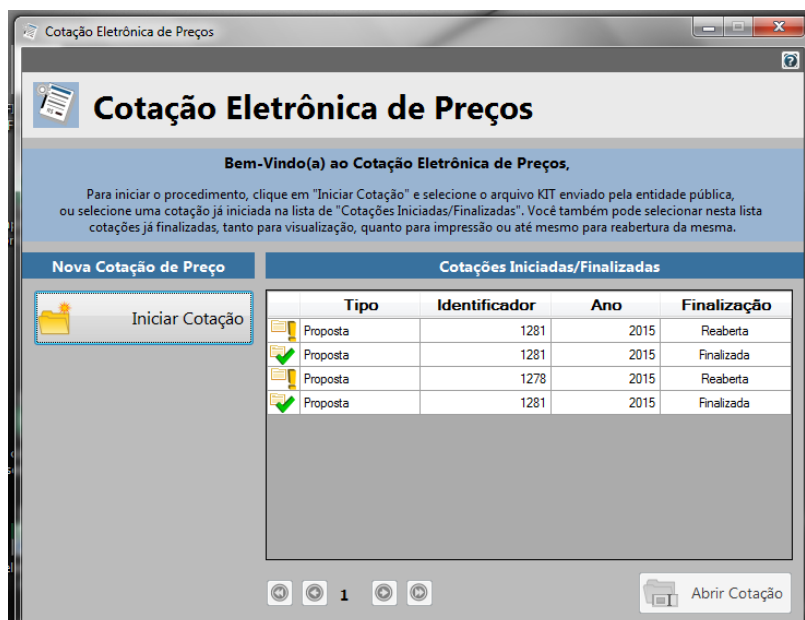 Cotação Eletrônica de Preços
Cotação Eletrônica de Preços
Bem-Vindo(a) ao Cotação Eletrônica de Preços,
Para iniciar o procedimento, clique em "Iniciar Cotação" e selecione o arquivo KIT enviado pela entidade pública,
ou selecione uma cotação já iniciada na lista de "Cotações Iniciadas/Finalizadas". Você também pode selecionar nesta lista
cotações já finalizadas, tanto para visualização, quanto para impressão ou até mesmo para reabertura da mesma.
Nova Cotação de Preço
Iniciar Cotação
Cotações Iniciadas/Finalizadas
Tipo Identificador Ano Finalização
Proposta 1281 2015 Reaberta
Proposta 1281 2015 Finalizada
Proposta 1278 2015 Reaberta
Proposta 1281 2015 Finalizada
1
Abrir Cotação